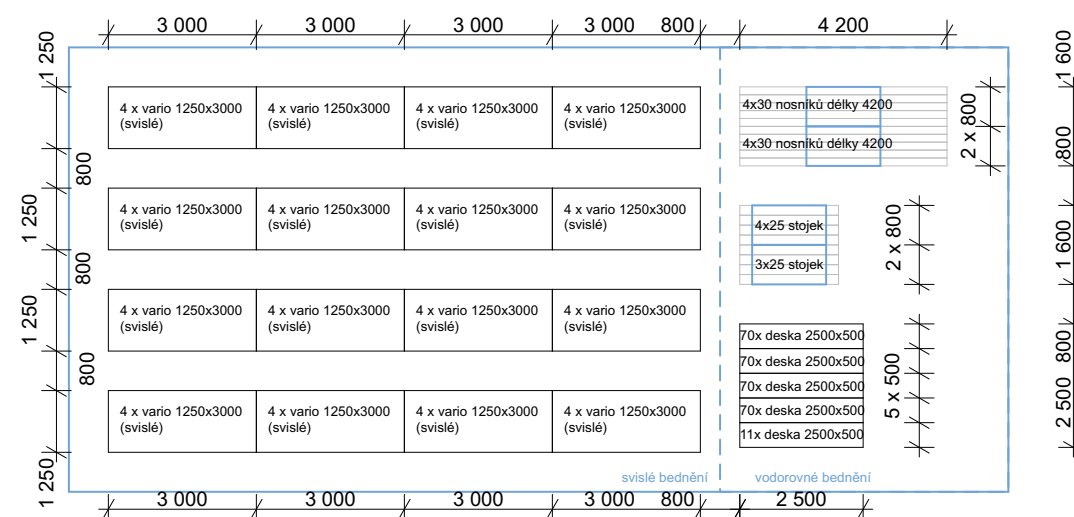 3 000 3 000 3 000 3 000 800 4 200
1 250
1 600
4 x vario 1250x3000 4 x vario 1250x3000 4 x vario 1250x3000 4 x vario 1250x3000
(svislé) (svislé) (svislé) (svislé)
4x30 nosníků délky 4200
4x30 nosníků délky 4200
2 x 800
800
800
1 250
4 x vario 1250x3000 4 x vario 1250x3000 4 x vario 1250x3000 4 x vario 1250x3000
(svislé) (svislé) (svislé) (svislé)
4x25 stojek
3x25 stojek
2 x 800
1 600
800
1 250
4 x vario 1250x3000 4 x vario 1250x3000 4 x vario 1250x3000 4 x vario 1250x3000
(svislé) (svislé) (svislé) (svislé)
70x deska 2500x500
70x deska 2500x500
70x deska 2500x500
70x deska 2500x500
11x deska 2500x500
5 x 500
800
2 500
800
4 x vario 1250x3000 4 x vario 1250x3000 4 x vario 1250x3000 4 x vario 1250x3000
(svislé) (svislé) (svislé) (svislé)
1 250
svislé bednění vodorovné bednění
3 000 3 000 3 000 3 000 800 2 500